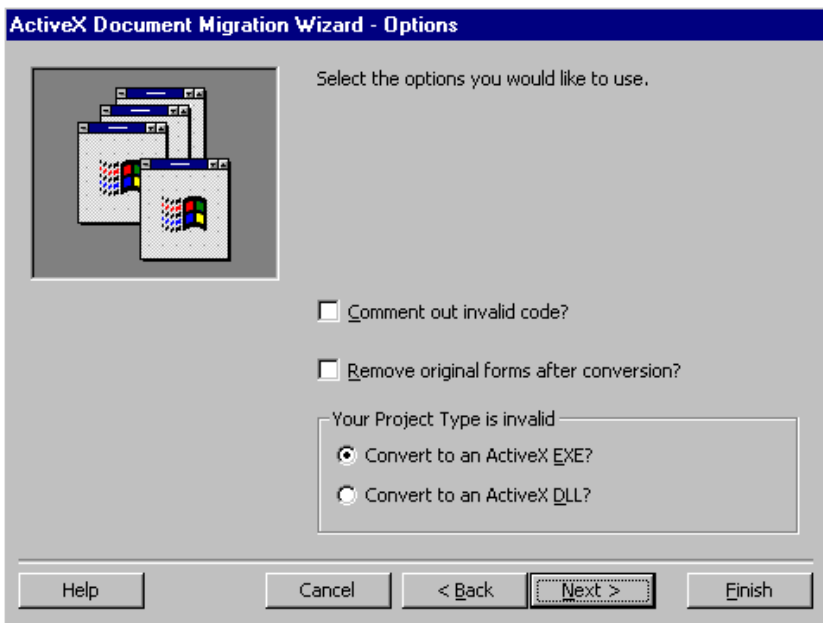 ActiveX Document Migration Wizard - Options
Select the options you would like to use.
Comment out invalid code?
Remove original forms after conversion?
Your Project Type is invalid
Convert to an ActiveX EXE?
Convert to an ActiveX DLL?
Help Cancel < Back Next > Finish